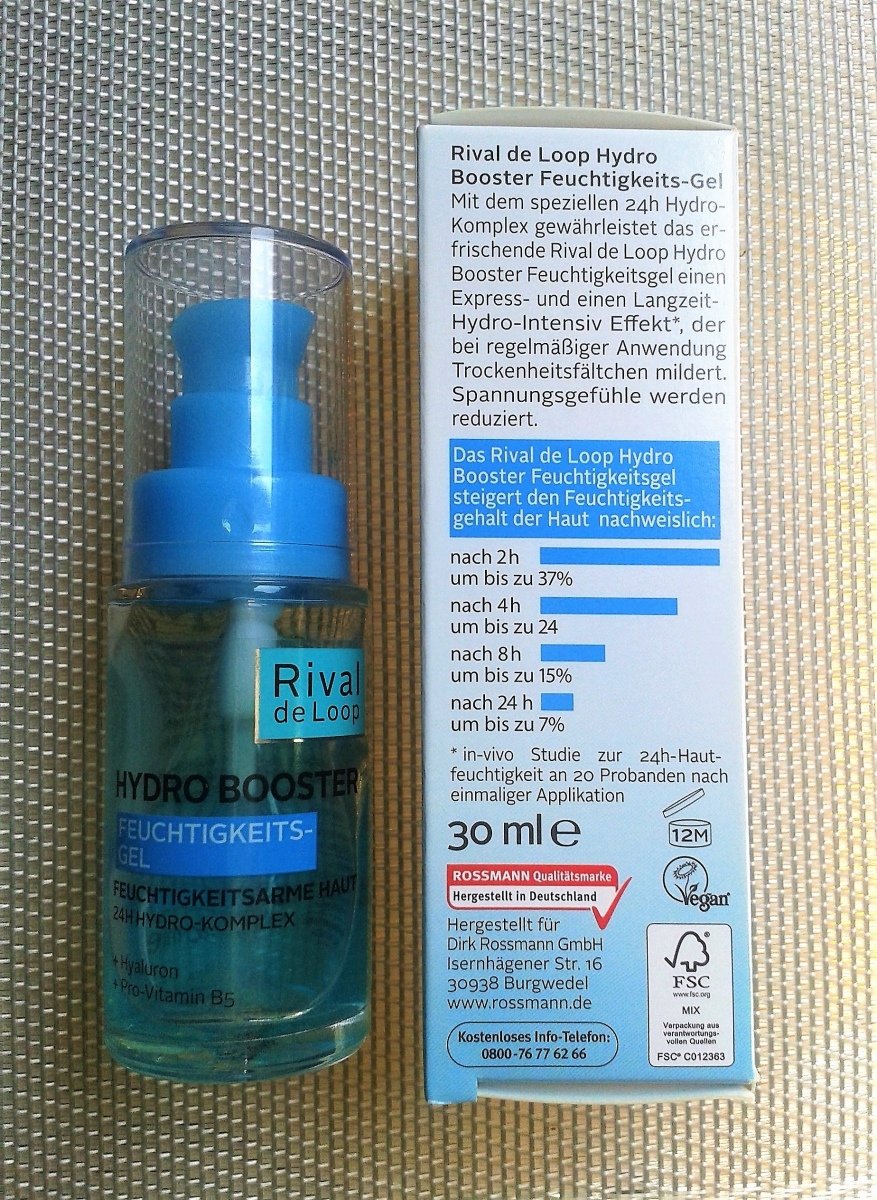 Rival
de Loop
HYDRO BOOSTER
FEUCHTIGKEITS-
GEL
FEUCHTIGKEITSARME HAUT
24H HYDRO-KOMPLEX
+ Hyaluron
+ Pro-Vitamin B5
Rival de Loop Hydro
Booster Feuchtigkeits-Gel
Mit dem speziellen 24h Hydro-
Komplex gewährleistet das er-
frischende Rival de Loop Hydro
Booster Feuchtigkeitsgel einen
Express- und einen Langzeit-
Hydro-Intensiv Effekt*, der
bei regelmäßiger Anwendung
Trockenheitsfältchen mildert.
Spannungsgefühle werden
reduziert.
Das Rival de Loop Hydro
Booster Feuchtigkeitsgel
steigert den Feuchtigkeits-
gehalt der Haut nachweislich:
nach 2h
um bis zu 37%
nach 4h
um bis zu 24
nach 8h
um bis zu 15%
nach 24 h
um bis zu 7%
* in-vivo Studie zur 24h-Haut-
feuchtigkeit an 20 Probanden nach
einmaliger Applikation
30 ml e
12M
ROSSMANN Qualitätsmarke
Hergestellt in Deutschland
Vegan
Hergestellt für
Dirk Rossmann GmbH
Isernhägener Str. 16
30938 Burgwedel
www.rossmann.de
Kostenloses Info-Telefon:
0800-76 77 62 66
FSC
www.fsc.org
MIX
Verpackung aus
verantwortungs-
vollen Quellen
FSC® C012363